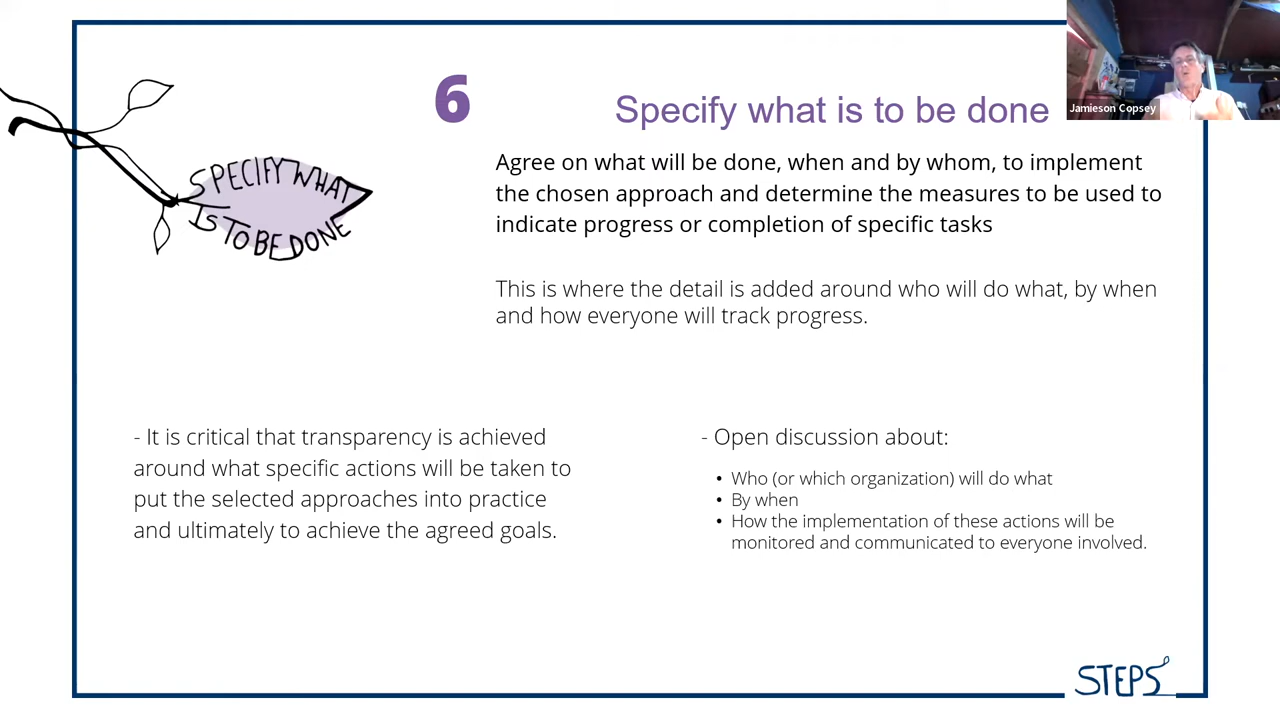 6
Specify what is to be done
Jamieson Copsey
SPECIFY WHAT
IS TO BE DONE
Agree on what will be done, when and by whom, to implement
the chosen approach and determine the measures to be used to
indicate progress or completion of specific tasks
This is where the detail is added around who will do what, by when
and how everyone will track progress.
- It is critical that transparency is achieved
around what specific actions will be taken to
put the selected approaches into practice
and ultimately to achieve the agreed goals.
- Open discussion about:
• Who (or which organization) will do what
• By when
• How the implementation of these actions will be
monitored and communicated to everyone involved.
STEPS